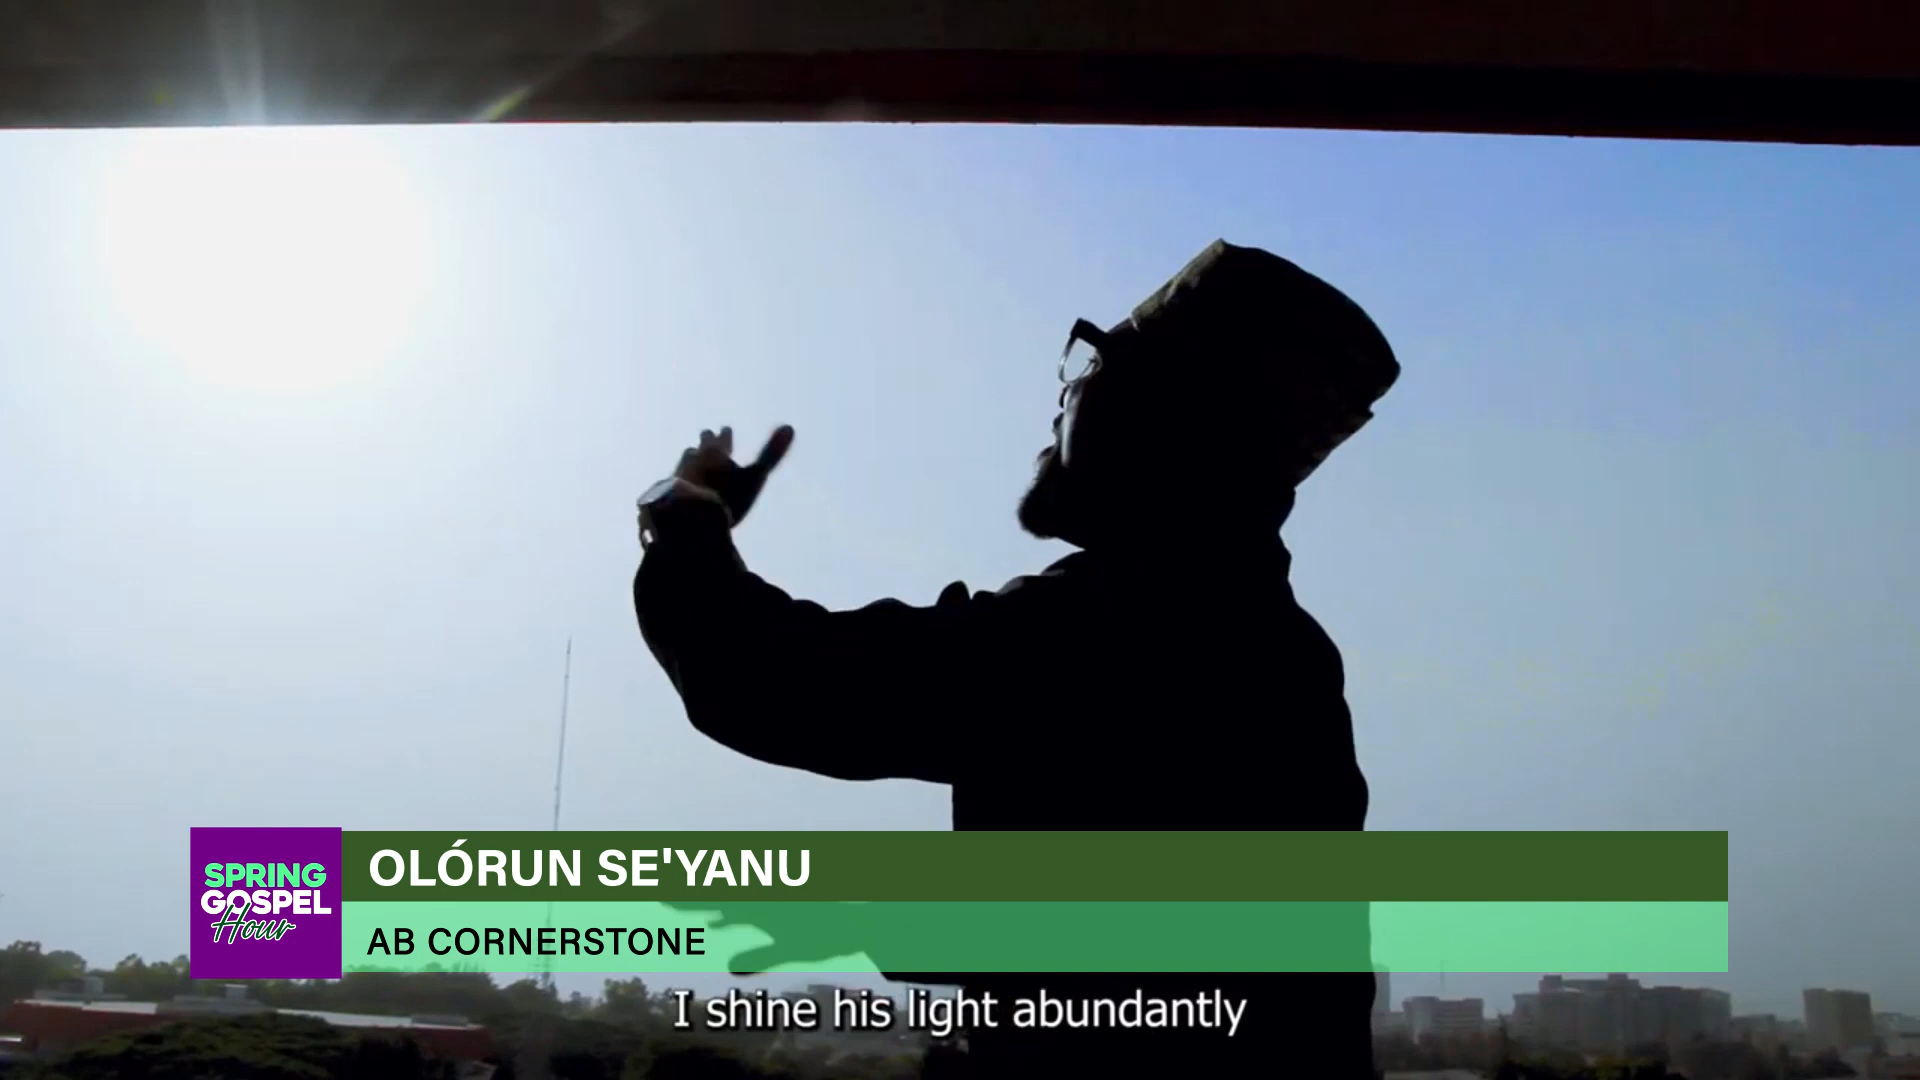 OLÓRUN SE'YANU
SPRING
GOSPEL
Hour
AB CORNERSTONE
I shine his light abundantly